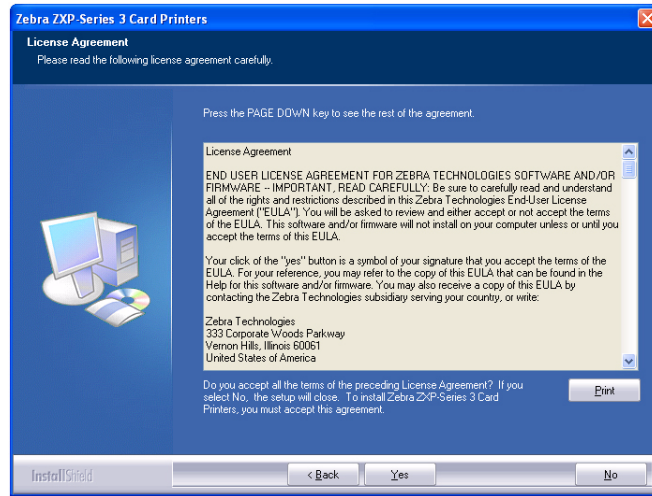 Zebra ZXP-Series 3 Card Printers
License Agreement
Please read the following license agreement carefully.
Press the PAGE DOWN key to see the rest of the agreement.
License Agreement
END USER LICENSE AGREEMENT FOR ZEBRA TECHNOLOGIES SOFTWARE AND/OR
FIRMWARE -- IMPORTANT, READ CAREFULLY: Be sure to carefully read and understand
all of the rights and restrictions described in this Zebra Technologies End-User License
Agreement ("EULA"). You will be asked to review and either accept or not accept the terms
of the EULA. This software and/or firmware will not install on your computer unless or until you
accept the terms of this EULA.
Your click of the "yes" button is a symbol of your signature that you accept the terms of the
EULA. For your reference, you may refer to the copy of this EULA that can be found in the
Help for this software and/or firmware. You may also receive a copy of this EULA by
contacting the Zebra Technologies subsidiary serving your country, or write:
Zebra Technologies
333 Corporate Woods Parkway
Vernon Hills, Illinois 60061
United States of America
Do you accept all the terms of the preceding License Agreement? If you
select No, the setup will close. To install Zebra ZXP-Series 3 Card
Printers, you must accept this agreement.
Print
InstallShield
< Back
Yes
No